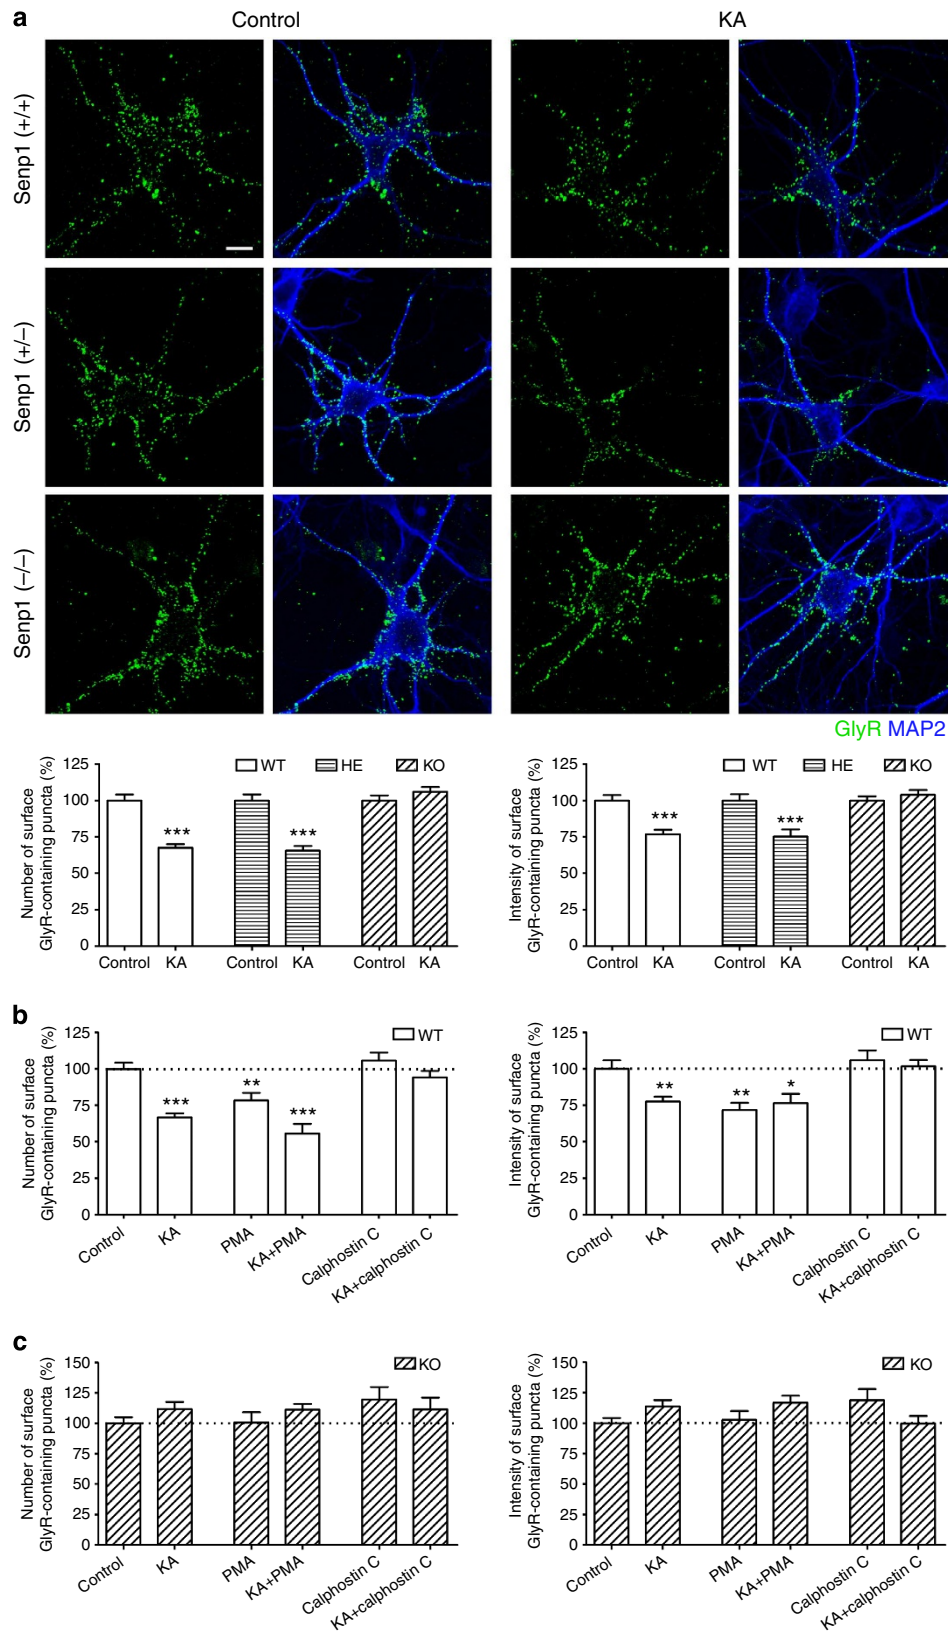 a
Control KA
Senp1 (+/+)
Senp1 (+/−)
Senp1 (−/−)
GlyR MAP2
Number of surface
GlyR-containing puncta (%)
125
100
75
50
25
0
WT HE KO
***
***
Control KA Control KA Control KA
Intensity of surface
GlyR-containing puncta (%)
125
100
75
50
25
0
WT HE KO
***
***
Control KA Control KA Control KA
b
Number of surface
GlyR-containing puncta (%)
125
100
75
50
25
0
WT
***
**
***
Control
KA
PMA
KA+PMA
Calphostin C
KA+calphostin C
Intensity of surface
GlyR-containing puncta (%)
125
100
75
50
25
0
WT
**
**
*
Control
KA
PMA
KA+PMA
Calphostin C
KA+calphostin C
c
Number of surface
GlyR-containing puncta (%)
150
125
100
75
50
25
0
KO
Control
KA
PMA
KA+PMA
Calphostin C
KA+calphostin C
Intensity of surface
GlyR-containing puncta (%)
150
125
100
75
50
25
0
KO
Control
KA
PMA
KA+PMA
Calphostin C
KA+calphostin C